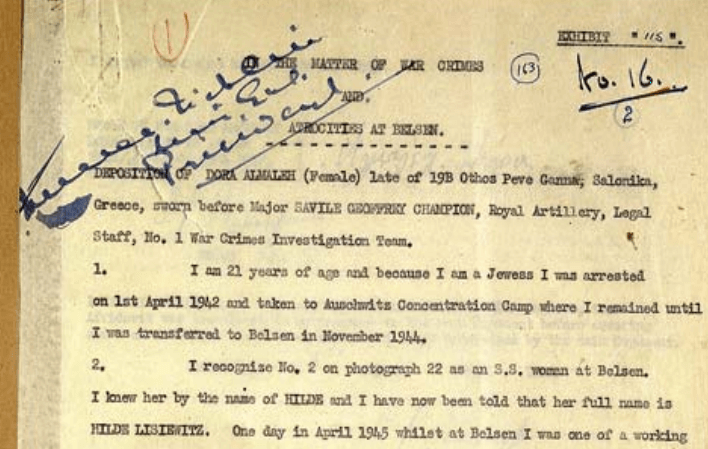 EXHIBIT "115".
1
IN THE MATTER OF WAR CRIMES
163
No. 16.
AND.
2
ATROCITIES AT BELSEN.
DEPOSITION OF DORA ALMALEH (Female) late of 19B Othos Peve Ganna, Salonika,
Greece, sworn before Major SAVILE GEOFFREY CHAMPION, Royal Artillery, Legal
Staff, No. 1 War Crimes Investigation Team.
1. I am 21 years of age and because I am a Jewess I was arrested
on 1st April 1942 and taken to Auschwitz Concentration Camp where I remained until
I was transferred to Belsen in November 1944.
2. I recognize No. 2 on photograph 22 as an S.S. woman at Belsen.
I knew her by the name of HILDE and I have now been told that her full name is
HILDE LISIEWITZ. One day in April 1945 whilst at Belsen I was one of a working